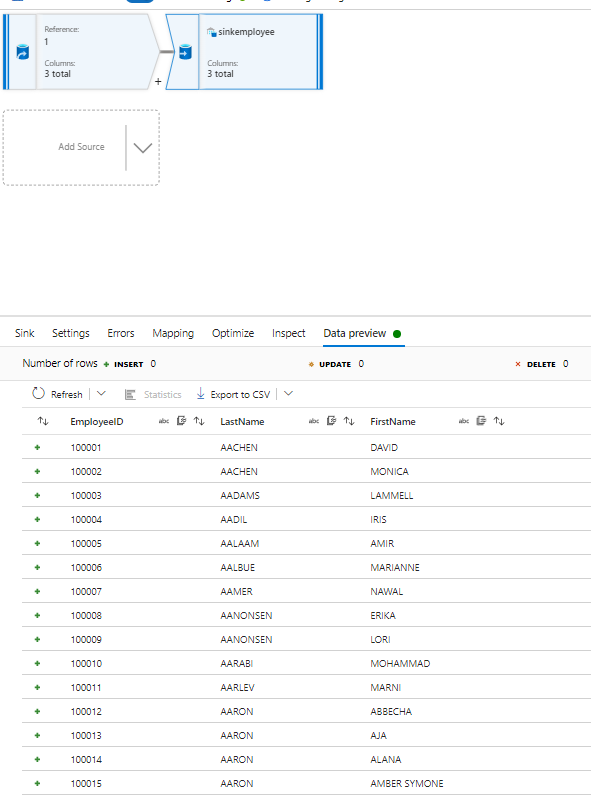 Reference:
1
Columns:
3 total
+
sinkemployee
Columns:
3 total
Add Source
Sink Settings Errors Mapping Optimize Inspect Data preview
Number of rows + INSERT 0 UPDATE 0 × DELETE 0
Refresh Statistics Export to CSV
EmployeeID abc LastName abc FirstName abc
+ 100001 AACHEN DAVID
+ 100002 AACHEN MONICA
+ 100003 AADAMS LAMMELL
+ 100004 AADIL IRIS
+ 100005 AALAAM AMIR
+ 100006 AALBUE MARIANNE
+ 100007 AAMER NAWAL
+ 100008 AANONSEN ERIKA
+ 100009 AANONSEN LORI
+ 100010 AARABI MOHAMMAD
+ 100011 AARLEV MARNI
+ 100012 AARON ABBECHA
+ 100013 AARON AJA
+ 100014 AARON ALANA
+ 100015 AARON AMBER SYMONE